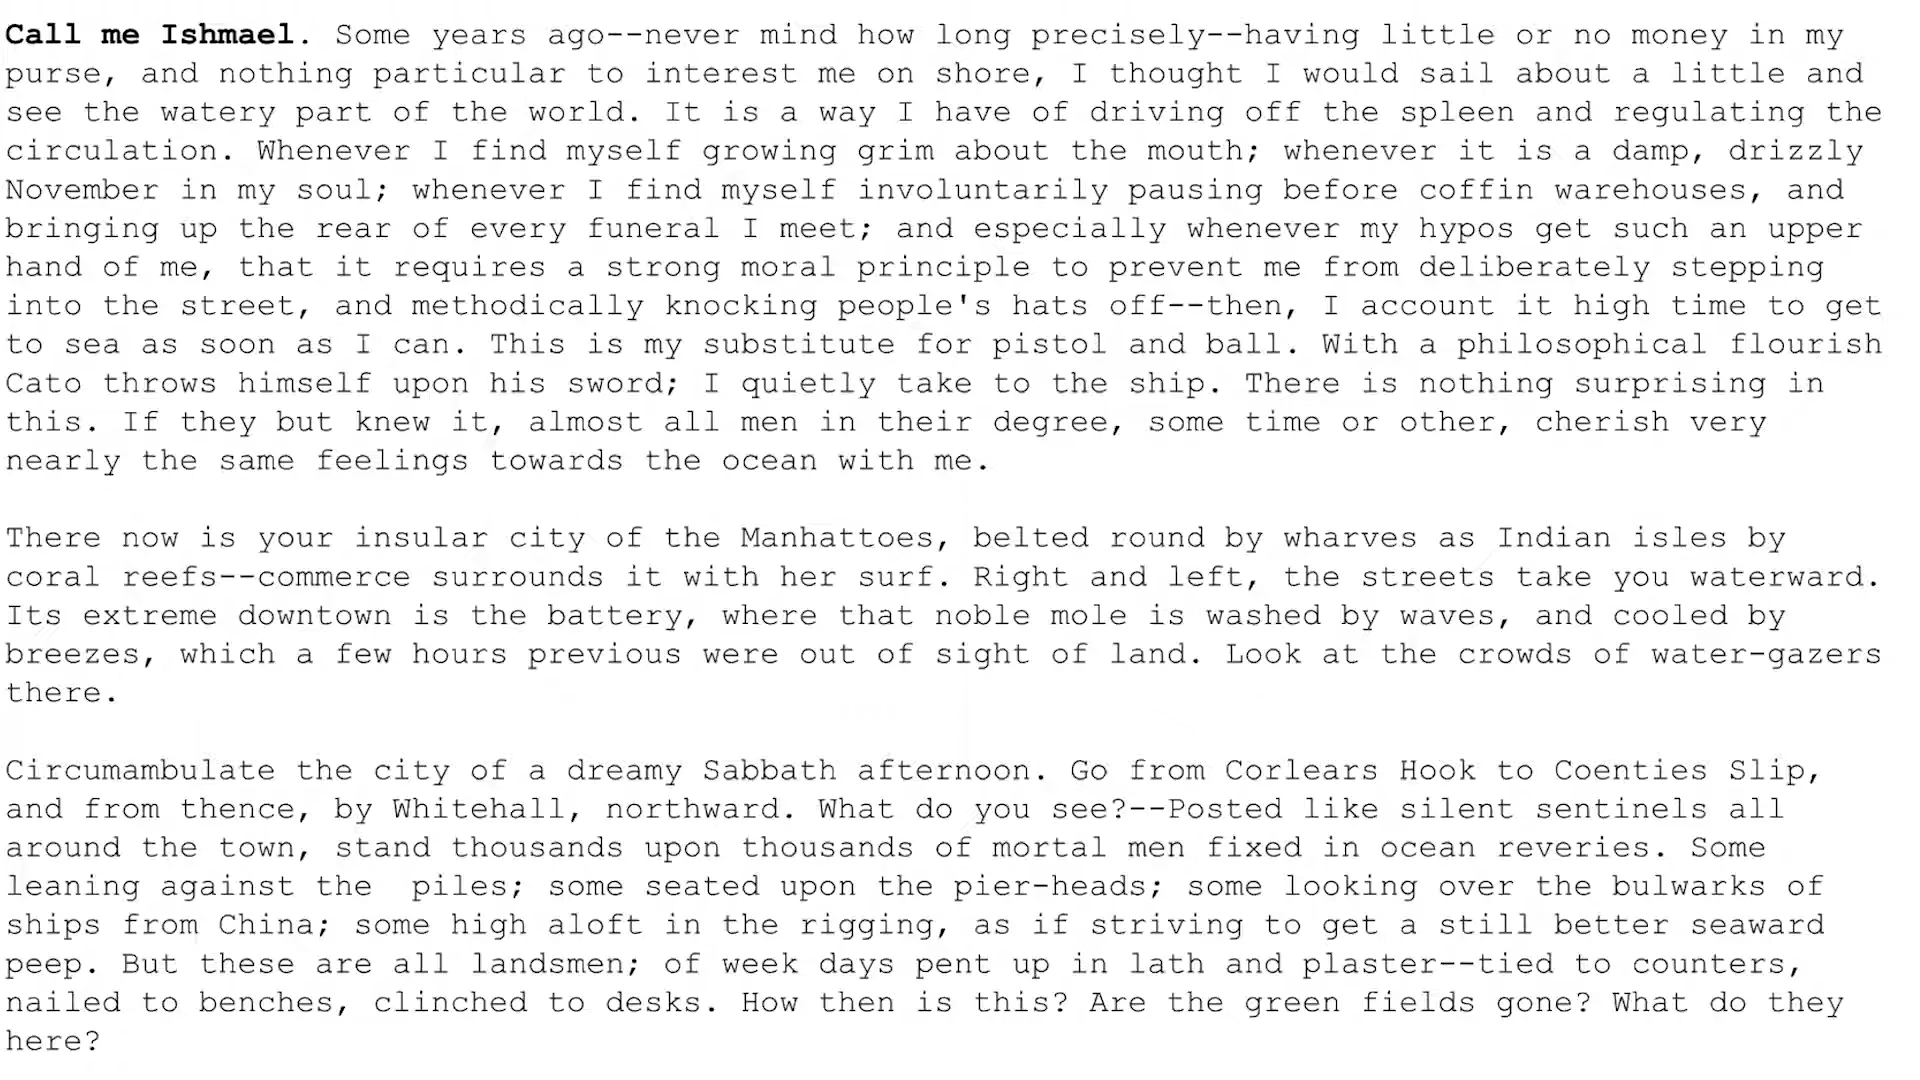 Call me Ishmael. Some years ago--never mind how long precisely--having little or no money in my
purse, and nothing particular to interest me on shore, I thought I would sail about a little and
see the watery part of the world. It is a way I have of driving off the spleen and regulating the
circulation. Whenever I find myself growing grim about the mouth; whenever it is a damp, drizzly
November in my soul; whenever I find myself involuntarily pausing before coffin warehouses, and
bringing up the rear of every funeral I meet; and especially whenever my hypos get such an upper
hand of me, that it requires a strong moral principle to prevent me from deliberately stepping
into the street, and methodically knocking people's hats off--then, I account it high time to get
to sea as soon as I can. This is my substitute for pistol and ball. With a philosophical flourish
Cato throws himself upon his sword; I quietly take to the ship. There is nothing surprising in
this. If they but knew it, almost all men in their degree, some time or other, cherish very
nearly the same feelings towards the ocean with me.

There now is your insular city of the Manhattoes, belted round by wharves as Indian isles by
coral reefs--commerce surrounds it with her surf. Right and left, the streets take you waterward.
Its extreme downtown is the battery, where that noble mole is washed by waves, and cooled by
breezes, which a few hours previous were out of sight of land. Look at the crowds of water-gazers
there.

Circumambulate the city of a dreamy Sabbath afternoon. Go from Corlears Hook to Coenties Slip,
and from thence, by Whitehall, northward. What do you see?--Posted like silent sentinels all
around the town, stand thousands upon thousands of mortal men fixed in ocean reveries. Some
leaning against the  piles; some seated upon the pier-heads; some looking over the bulwarks of
ships from China; some high aloft in the rigging, as if striving to get a still better seaward
peep. But these are all landsmen; of week days pent up in lath and plaster--tied to counters,
nailed to benches, clinched to desks. How then is this? Are the green fields gone? What do they
here?